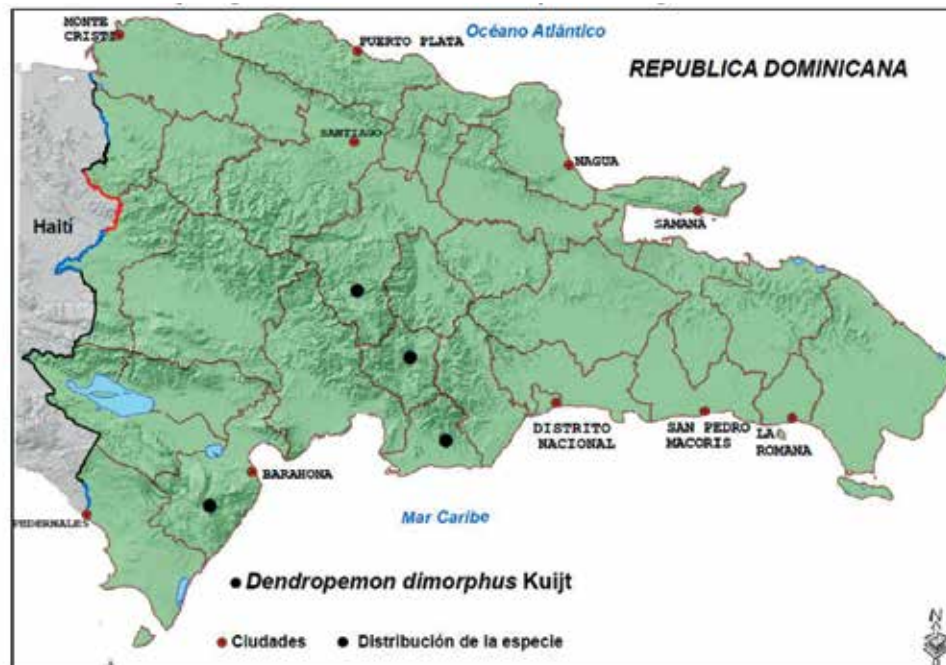 MONTE
CRISTI
PUERTO PLATA
Océano Atlántico
REPUBLICA DOMINICANA
SANTIAGO
NAGUA
Haití
SAMANA
DISTRITO
NACIONAL
SAN PEDRO
MACORIS
LA
ROMANA
BARAHONA
PEDERNALES
Mar Caribe
Dendropemon dimorphus Kuijt
Ciudades
Distribución de la especie
N